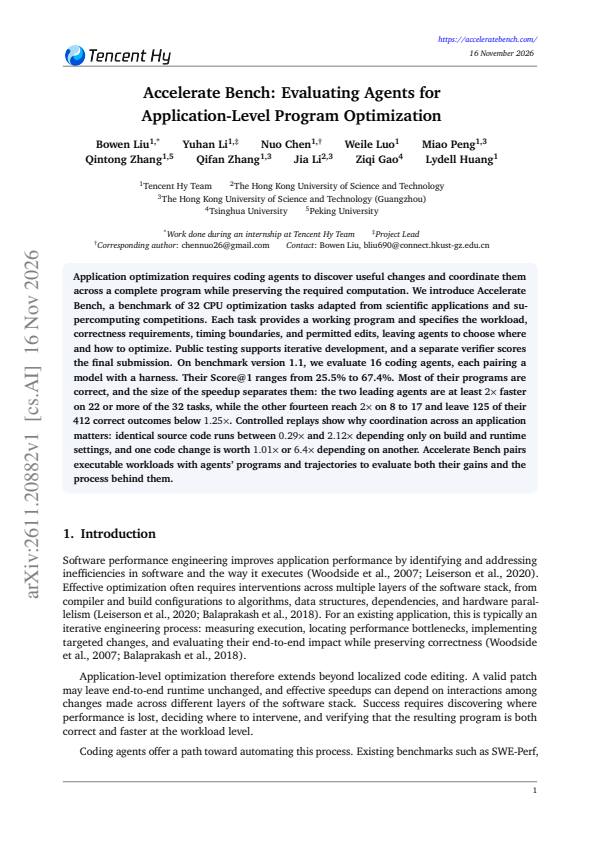 https://acceleratebench.com/
Tencent Hy
16 November 2026
Accelerate Bench: Evaluating Agents for
Application-Level Program Optimization
Bowen Liu1,* Yuhan Li1,‡ Nuo Chen1,† Weile Luo1 Miao Peng1,3
Qintong Zhang1,5 Qifan Zhang1,3 Jia Li2,3 Ziqi Gao4 Lydell Huang1
1Tencent Hy Team 2The Hong Kong University of Science and Technology
3The Hong Kong University of Science and Technology (Guangzhou)
4Tsinghua University 5Peking University
*Work done during an internship at Tencent Hy Team ‡Project Lead
†Corresponding author: chennuo26@gmail.com Contact: Bowen Liu, bliu690@connect.hkust-gz.edu.cn
Application optimization requires coding agents to discover useful changes and coordinate them
across a complete program while preserving the required computation. We introduce Accelerate
Bench, a benchmark of 32 CPU optimization tasks adapted from scientific applications and su-
percomputing competitions. Each task provides a working program and specifies the workload,
correctness requirements, timing boundaries, and permitted edits, leaving agents to choose where
and how to optimize. Public testing supports iterative development, and a separate verifier scores
the final submission. On benchmark version 1.1, we evaluate 16 coding agents, each pairing a
model with a harness. Their Score@1 ranges from 25.5% to 67.4%. Most of their programs are
correct, and the size of the speedup separates them: the two leading agents are at least 2× faster
on 22 or more of the 32 tasks, while the other fourteen reach 2× on 8 to 17 and leave 125 of their
412 correct outcomes below 1.25×. Controlled replays show why coordination across an application
matters: identical source code runs between 0.29× and 2.12× depending only on build and runtime
settings, and one code change is worth 1.01× or 6.4× depending on another. Accelerate Bench pairs
executable workloads with agents’ programs and trajectories to evaluate both their gains and the
process behind them.
arXiv:2611.20882v1 [cs.AI] 16 Nov 2026
1. Introduction
Software performance engineering improves application performance by identifying and addressing
inefficiencies in software and the way it executes (Woodside et al., 2007; Leiserson et al., 2020).
Effective optimization often requires interventions across multiple layers of the software stack, from
compiler and build configurations to algorithms, data structures, dependencies, and hardware paral-
lelism (Leiserson et al., 2020; Balaprakash et al., 2018). For an existing application, this is typically an
iterative engineering process: measuring execution, locating performance bottlenecks, implementing
targeted changes, and evaluating their end-to-end impact while preserving correctness (Woodside
et al., 2007; Balaprakash et al., 2018).
Application-level optimization therefore extends beyond localized code editing. A valid patch
may leave end-to-end runtime unchanged, and effective speedups can depend on interactions among
changes made across different layers of the software stack. Success requires discovering where
performance is lost, deciding where to intervene, and verifying that the resulting program is both
correct and faster at the workload level.
Coding agents offer a path toward automating this process. Existing benchmarks such as SWE-Perf,
1